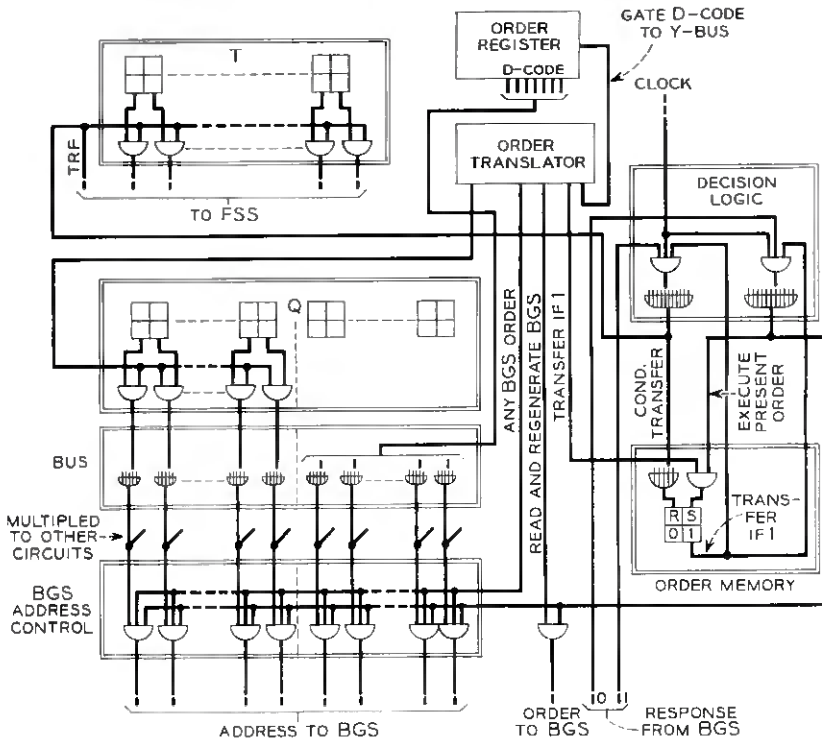 GATE D-CODE
TO Y-BUS
ORDER
REGISTER
D-CODE
T
CLOCK
ORDER
TRANSLATOR
DECISION
LOGIC
TRF
TO FSS
Q
ANY BGS ORDER
READ AND REGENERATE BGS
TRANSFER IF 1
COND.
TRANSFER
EXECUTE
PRESENT
ORDER
BUS
MULTIPLED
TO OTHER
CIRCUITS
R S
0 1
TRANS-
FER
IF 1
ORDER MEMORY
BGS
ADDRESS
CONTROL
ADDRESS TO BGS
ORDER
TO BGS
0 1
RESPONSE
FROM BGS